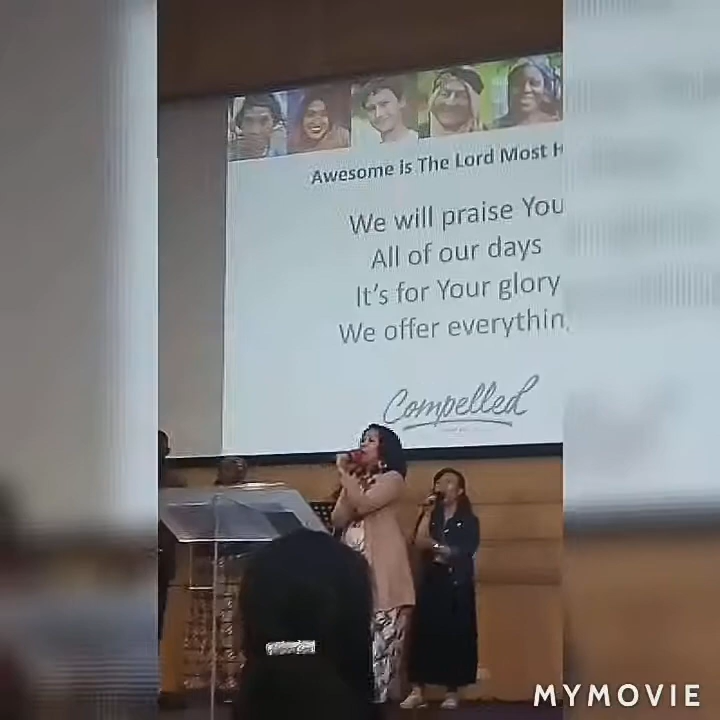 Awesome is The Lord Most H
We will praise You
All of our days
It's for Your glory
We offer everythin
Compelled
MYMOVIE